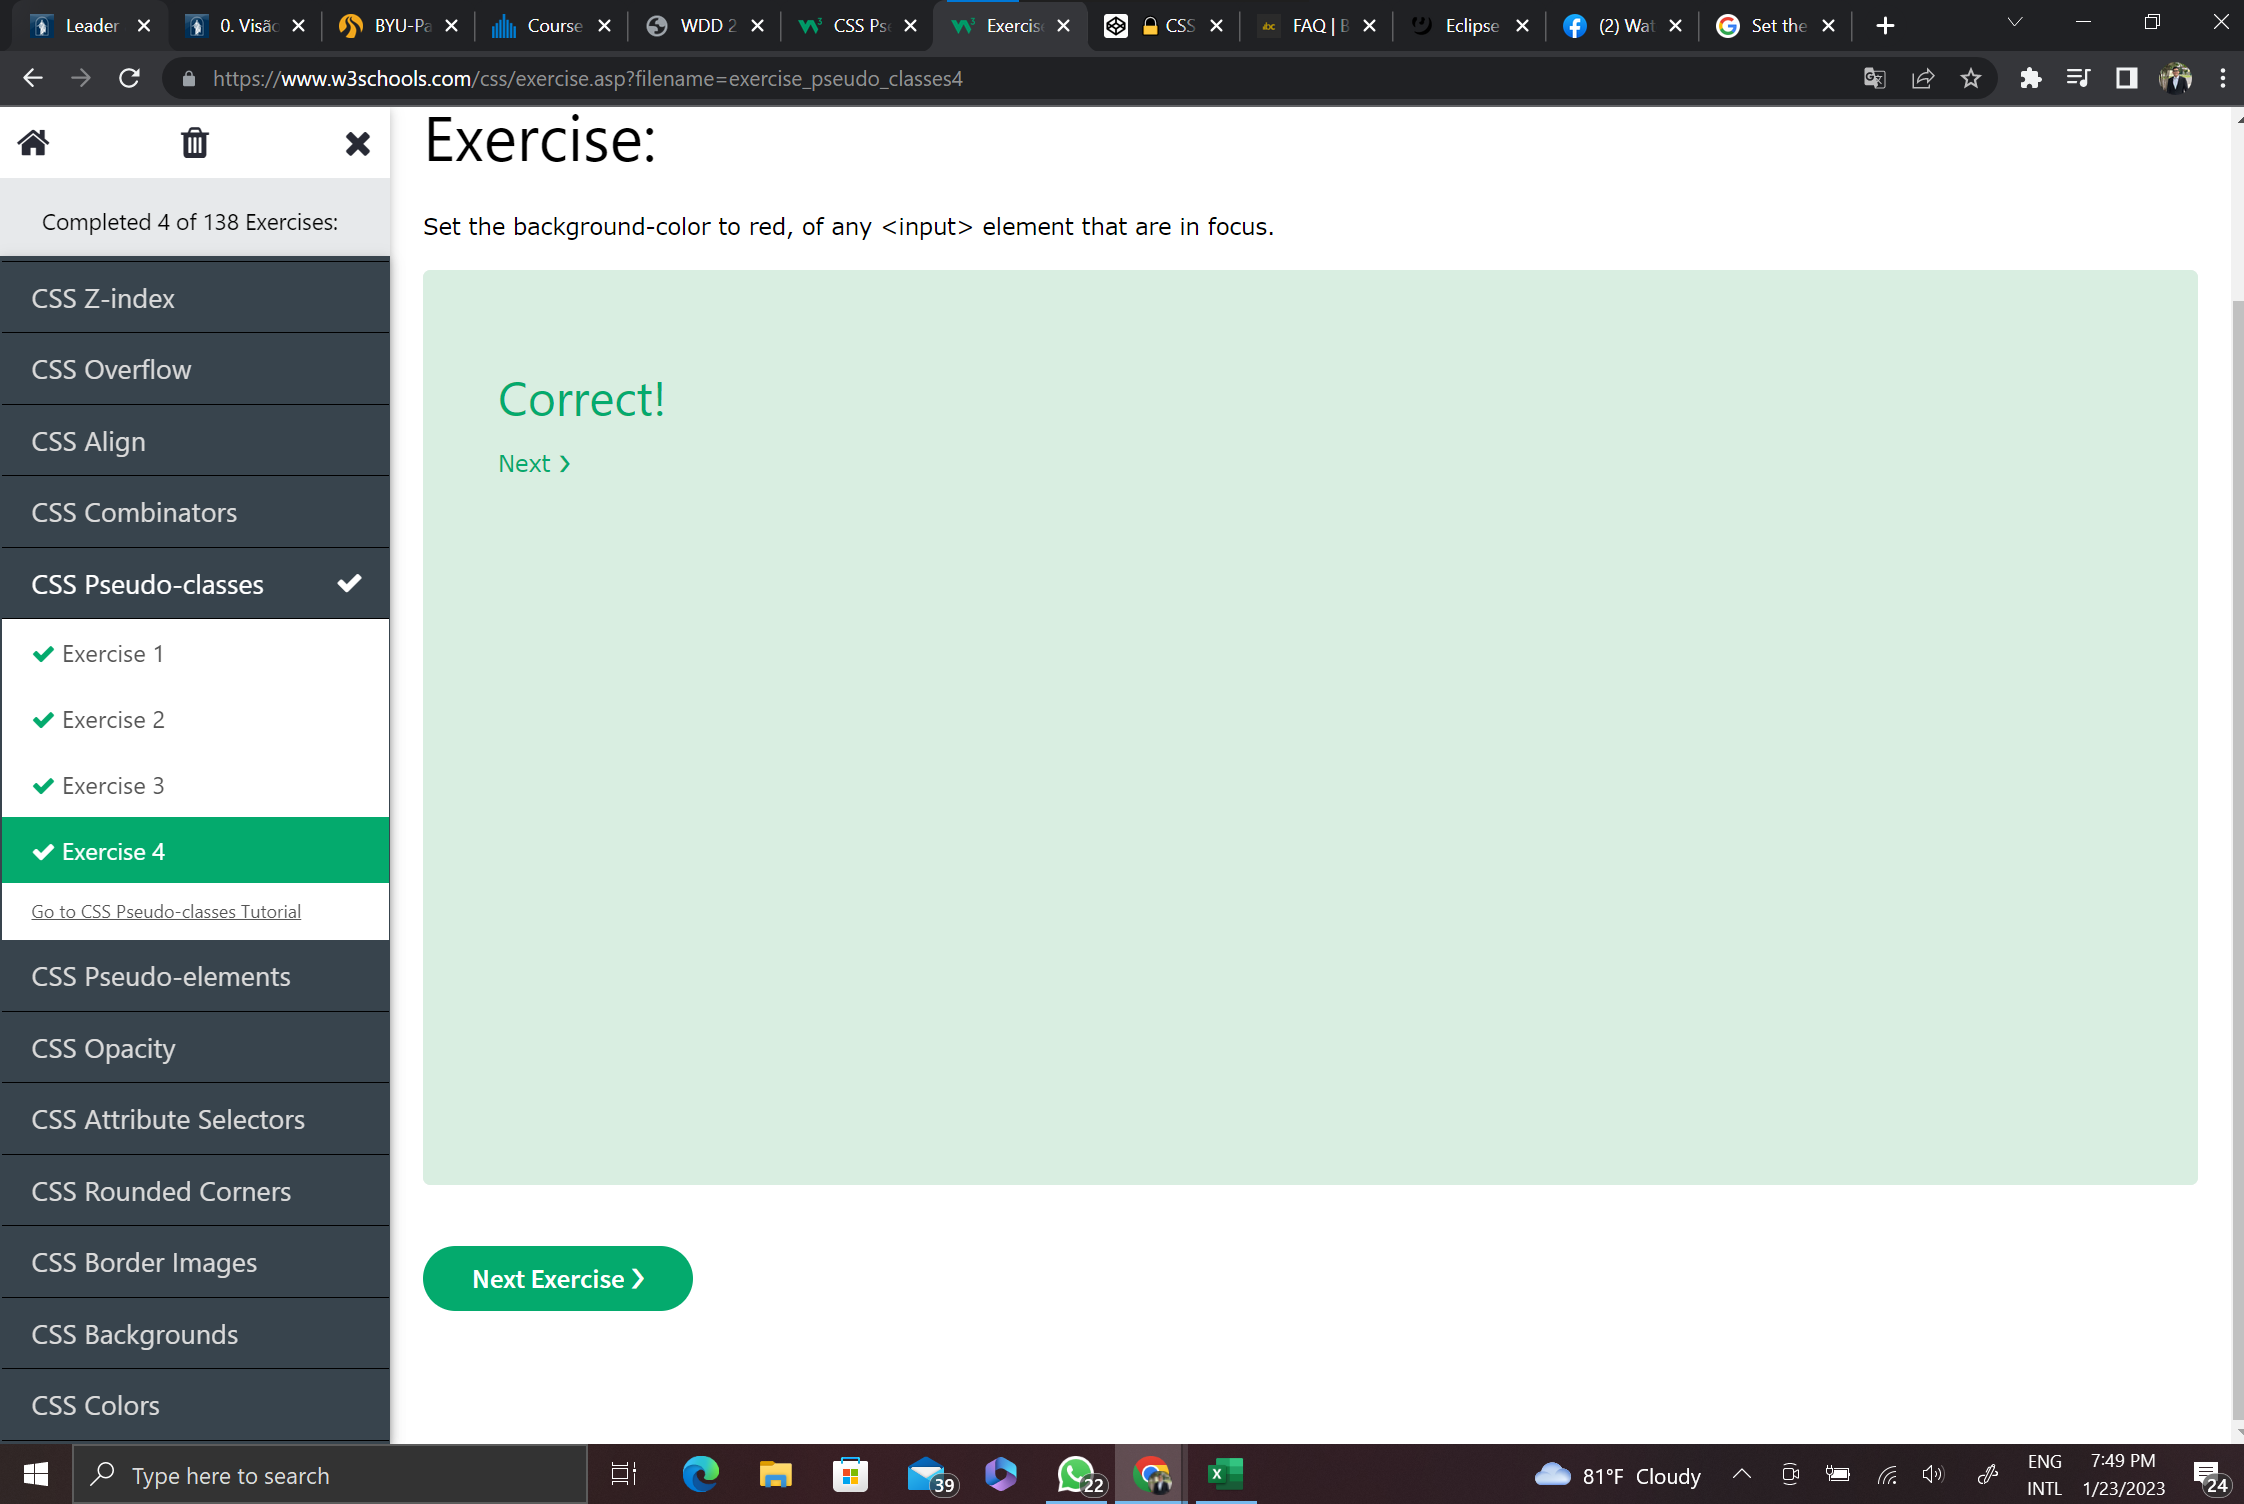 Leader
0. Visão
BYU-Pa
Course
WDD 2
CSS Pse
Exercise
CSS
FAQ | B
Eclipse
(2) Wat
Set the
https://www.w3schools.com/css/exercise.asp?filename=exercise_pseudo_classes4
Completed 4 of 138 Exercises:
CSS Z-index
CSS Overflow
CSS Align
CSS Combinators
CSS Pseudo-classes
Exercise 1
Exercise 2
Exercise 3
Exercise 4
Go to CSS Pseudo-classes Tutorial
CSS Pseudo-elements
CSS Opacity
CSS Attribute Selectors
CSS Rounded Corners
CSS Border Images
CSS Backgrounds
CSS Colors
Exercise:
Set the background-color to red, of any <input> element that are in focus.
Correct!
Next ❯
Next Exercise ❯
Type here to search
39
22
81°F Cloudy
ENG
INTL
7:49 PM
1/23/2023
24